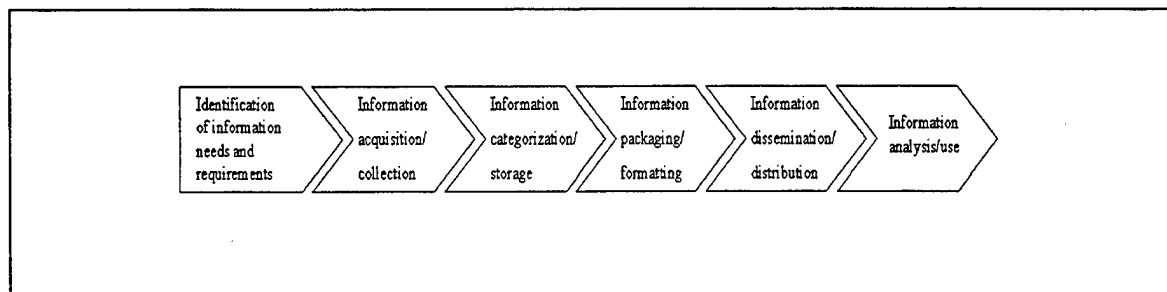 Identification
of information
needs and
requirements
Information
acquisition/
collection
Information
categorization/
storage
Information
packaging/
formatting
Information
dissemination/
distribution
Information
analysis/use